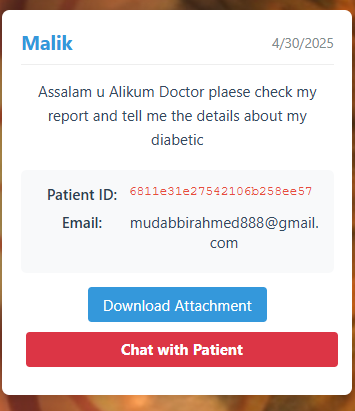 Malik 4/30/2025
Assalam u Alikum Doctor plaese check my
report and tell me the details about my
diabetic
Patient ID: 6811e31e27542106b258ee57
Email: mudabbirahmed888@gmail.
com
Download Attachment
Chat with Patient